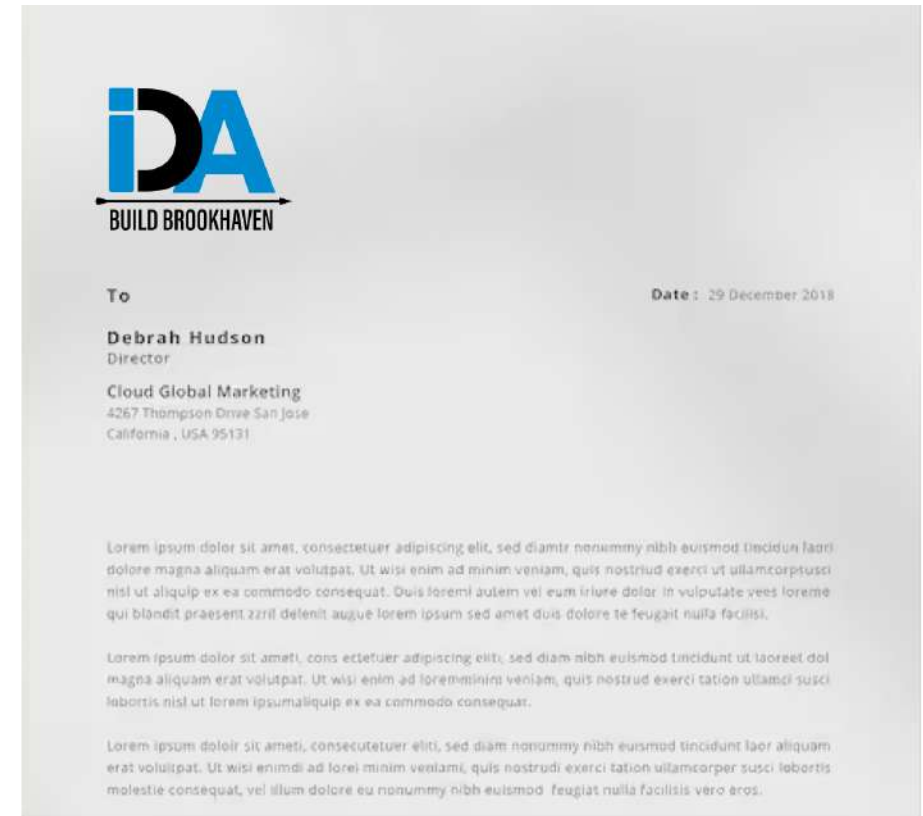 iDA
BUILD BROOKHAVEN
To
Date : 29 December 2018
Debrah Hudson
Director
Cloud Global Marketing
4267 Thompson Drive San Jose
California , USA 95131
Lorem ipsum dolor sit amet, consectetuer adipiscing elit, sed diamtr nonummy nibh euismod tincidun laori
dolore magna aliquam erat volutpat. Ut wisi enim ad minim veniam, quis nostriud exerci ut ullamcorpsusci
nisl ut aliquip ex ea commodo consequat. Duis loremi autem vel eum iriure dolor in vulputate vees loreme
qui blandit praesent zzril delenit augue lorem ipsum sed amet duis dolore te feugait nulla facilisi.
Lorem ipsum dolor sit ameti, cons ectetuer adipiscing eliti, sed diam nibh euismod tincidunt ut laoreet dol
magna aliquam erat volutpat. Ut wisi enim ad loremminim veniam, quis nostrud exerci tation ullamci susci
lobortis nisl ut lorem ipsumaliquip ex ea commodo consequat.
Lorem ipsum doloir sit ameti, consecutetuer eliti, sed diam nonummy nibh euismod tincidunt laor aliquam
erat voluitpat. Ut wisi enimdi ad lorei minim veniami, quis nostrudi exerci tation ullamcorper susci lobortis
molestie consequat, vel illum dolore eu nonummy nibh euismod feugiat nulla facilisis vero eros.